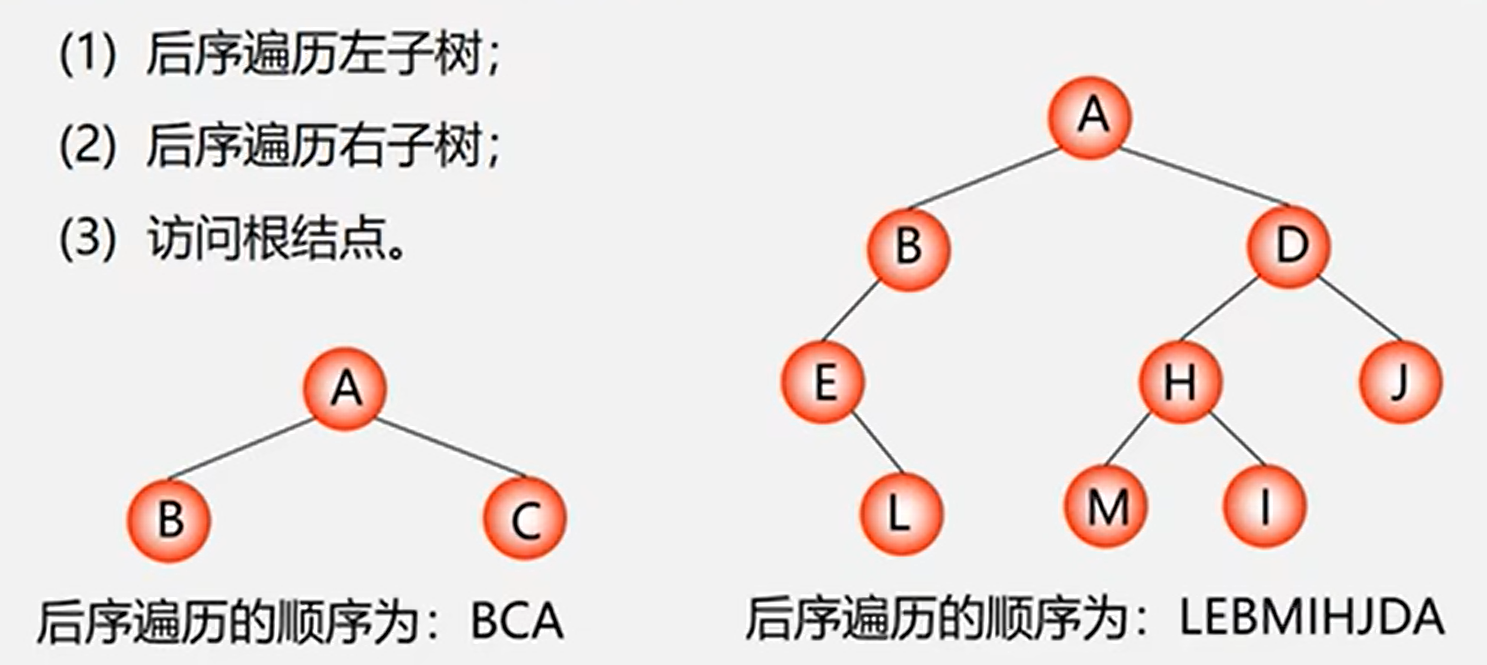 (1) 后序遍历左子树；
(2) 后序遍历右子树；
(3) 访问根结点。
A
B
C
后序遍历的顺序为：BCA
A
B
D
E
H
J
L
M
I
后序遍历的顺序为：LEBMIHJDA